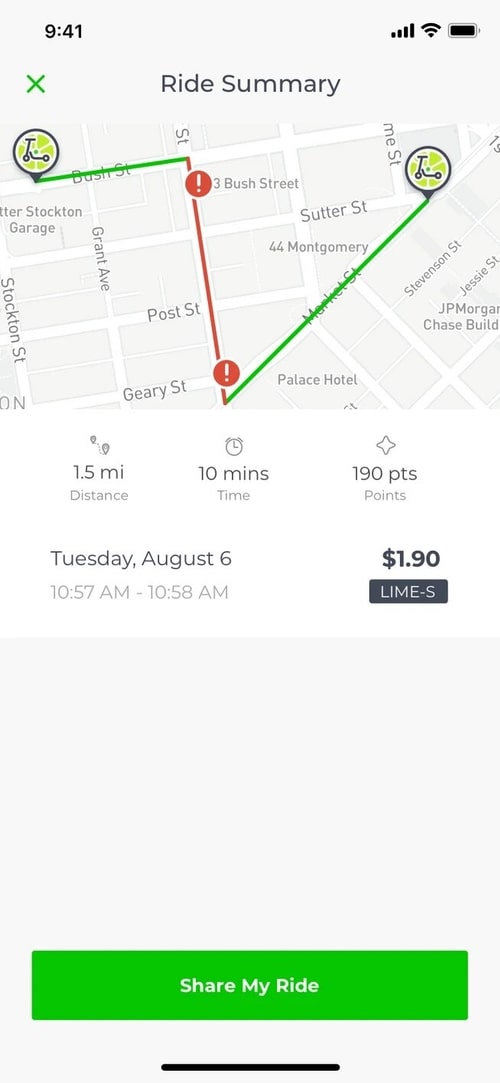 9:41
Ride Summary
St
me St
Bush St
3 Bush Street
tter Stockton
Garage
Sutter St
Grant Ave
44 Montgomery
Stevenson St
Jessie St
Stockton St
Market St
Post St
JPMorgan
Chase Build
Palace Hotel
Geary St
ON
St
1.5 mi
10 mins
190 pts
Distance
Time
Points
Tuesday, August 6
$1.90
10:57 AM - 10:58 AM
LIME-S
Share My Ride